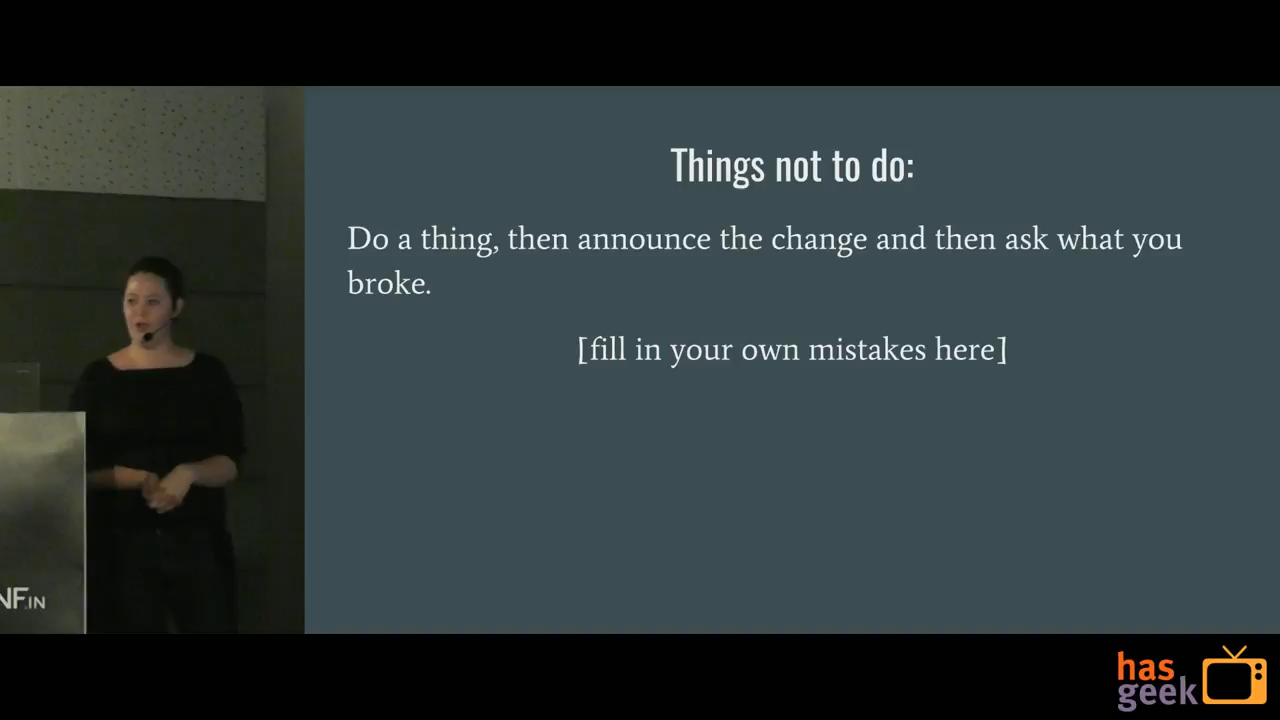 Things not to do:
Do a thing, then announce the change and then ask what you
broke.
[fill in your own mistakes here]
NF.IN
has
geek